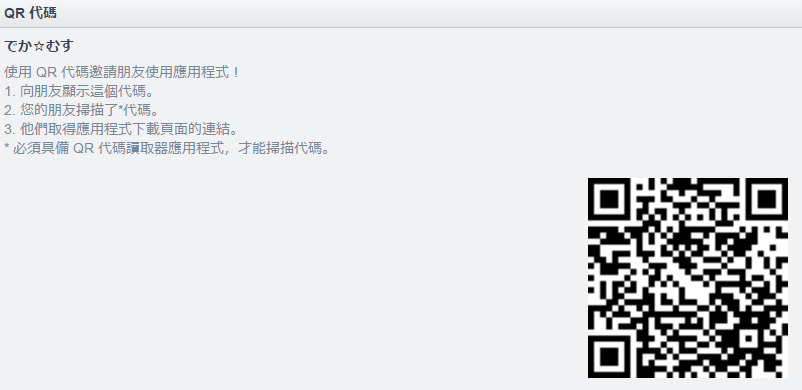 QR 代碼
でか☆むす
使用 QR 代碼邀請朋友使用應用程式！
1. 向朋友顯示這個代碼。
2. 您的朋友掃描了*代碼。
3. 他們取得應用程式下載頁面的連結。
* 必須具備 QR 代碼讀取器應用程式，才能掃描代碼。